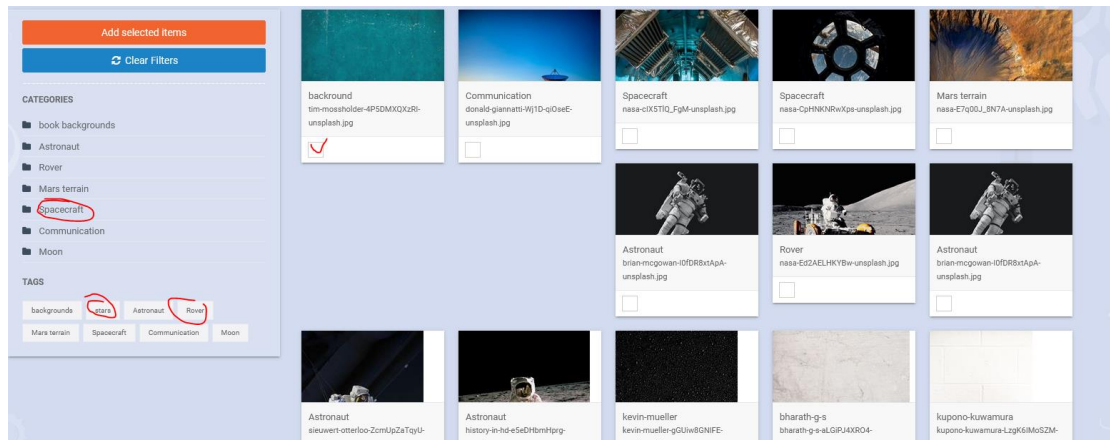 Add selected items
Clear Filters
CATEGORIES
book backgrounds
Astronaut
Rover
Mars terrain
Spacecraft
Communication
Moon
TAGS
backgrounds stars Astronaut Rover
Mars terrain Spacecraft Communication Moon
backround
tim-mossholder-4P5DMXQXzRI-
unsplash.jpg
Communication
donald-giannatti-Wj1D-qiOseE-
unsplash.jpg
Spacecraft
nasa-cIX5TlQ_FgM-unsplash.jpg
Spacecraft
nasa-CpHNKNRwXps-unsplash.jpg
Mars terrain
nasa-E7q00J_8N7A-unsplash.jpg
Astronaut
brian-mcgowan-I0fDR8xtApA-
unsplash.jpg
Rover
nasa-Ed2AELHKYBw-unsplash.jpg
Astronaut
brian-mcgowan-I0fDR8xtApA-
unsplash.jpg
Astronaut
sieuwert-otterloo-ZcmUpZaTqyU-
Astronaut
history-in-hd-e5eDHbmHprg-
kevin-mueller
kevin-mueller-gGUiw8GNIFE-
bharath-g-s
bharath-g-s-aLGiPJ4XRO4-
kupono-kuwamura
kupono-kuwamura-LzgK6IMoSZM-